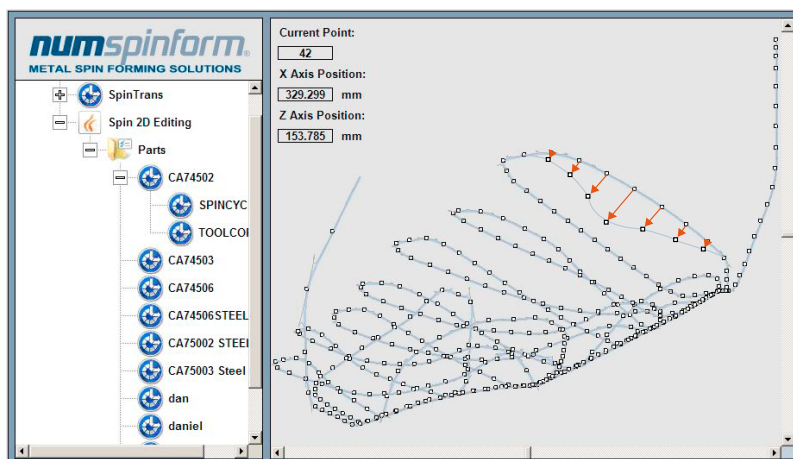 numspinform®
METAL SPIN FORMING SOLUTIONS
SpinTrans
Spin 2D Editing
Parts
CA74502
SPINCYC
TOOLCO
CA74503
CA74506
CA74506STEEL
CA75002 STEE
CA75003 Steel
dan
daniel
Current Point:
42
X Axis Position:
329.299 mm
Z Axis Position:
153.785 mm